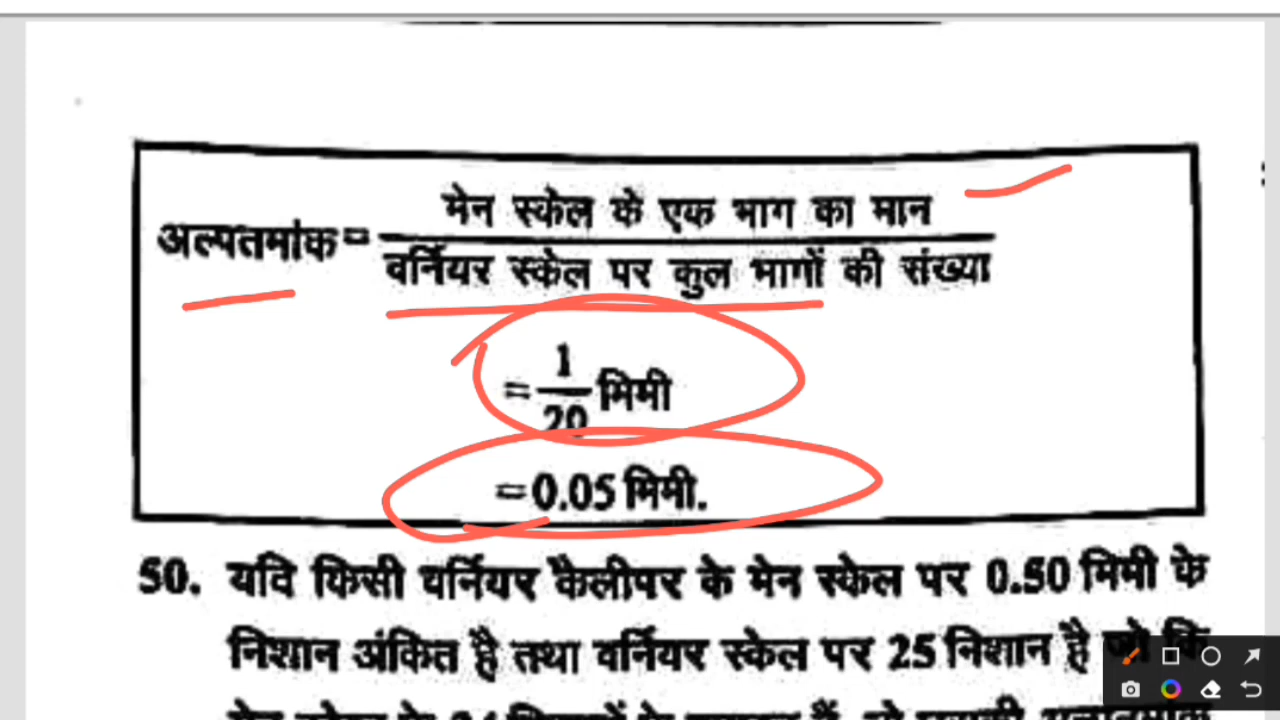 मेन स्केल के एक भाग का मान
अल्पतमांक=
वर्नियर स्केल पर कुल भागों की संख्या
= 1/20 मिमी
=0.05 मिमी.
50. यदि किसी वर्नियर कैलीपर के मेन स्केल पर 0.50 मिमी के
निशान अंकित है तथा वर्नियर स्केल पर 25 निशान है जो कि